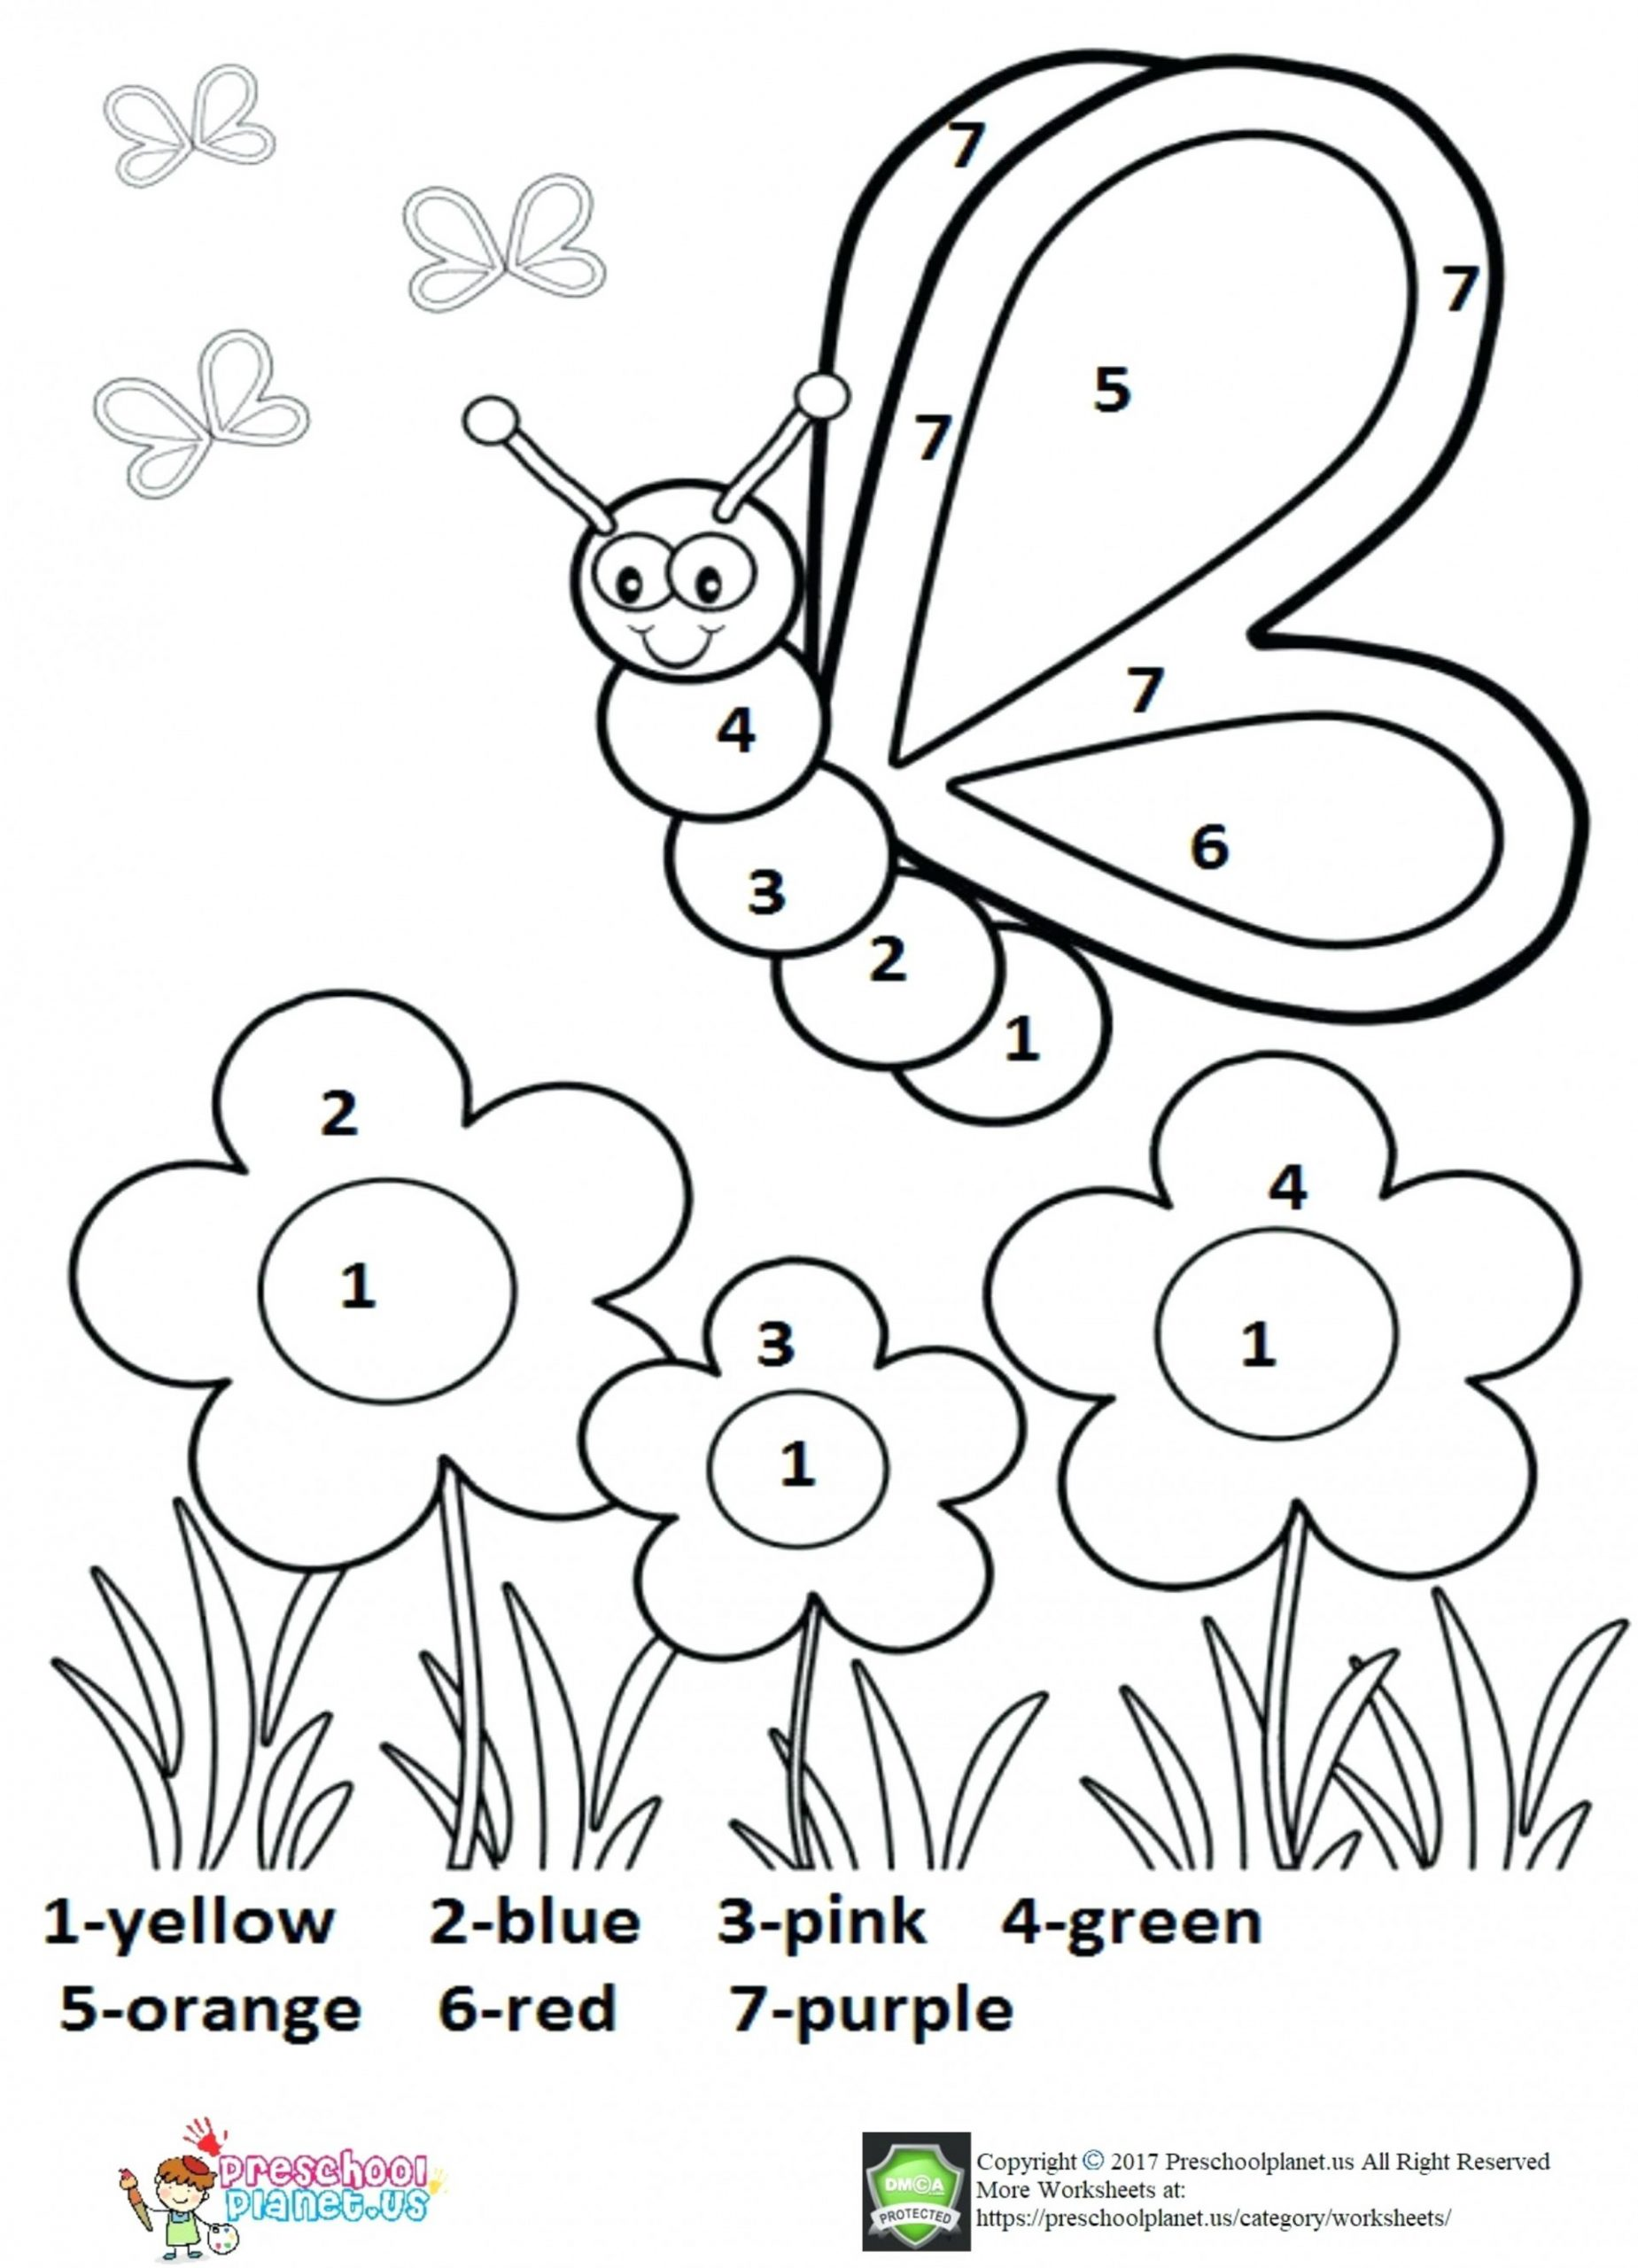 7
7
5
7
4
7
6
3
2
1
2
4
1
3
1
1
1-yellow 2-blue 3-pink 4-green
5-orange 6-red 7-purple
preschool
planet.us
DMCA
PROTECTED
Copyright © 2017 Preschoolplanet.us All Right Reserved
More Worksheets at:
https://preschoolplanet.us/category/worksheets/